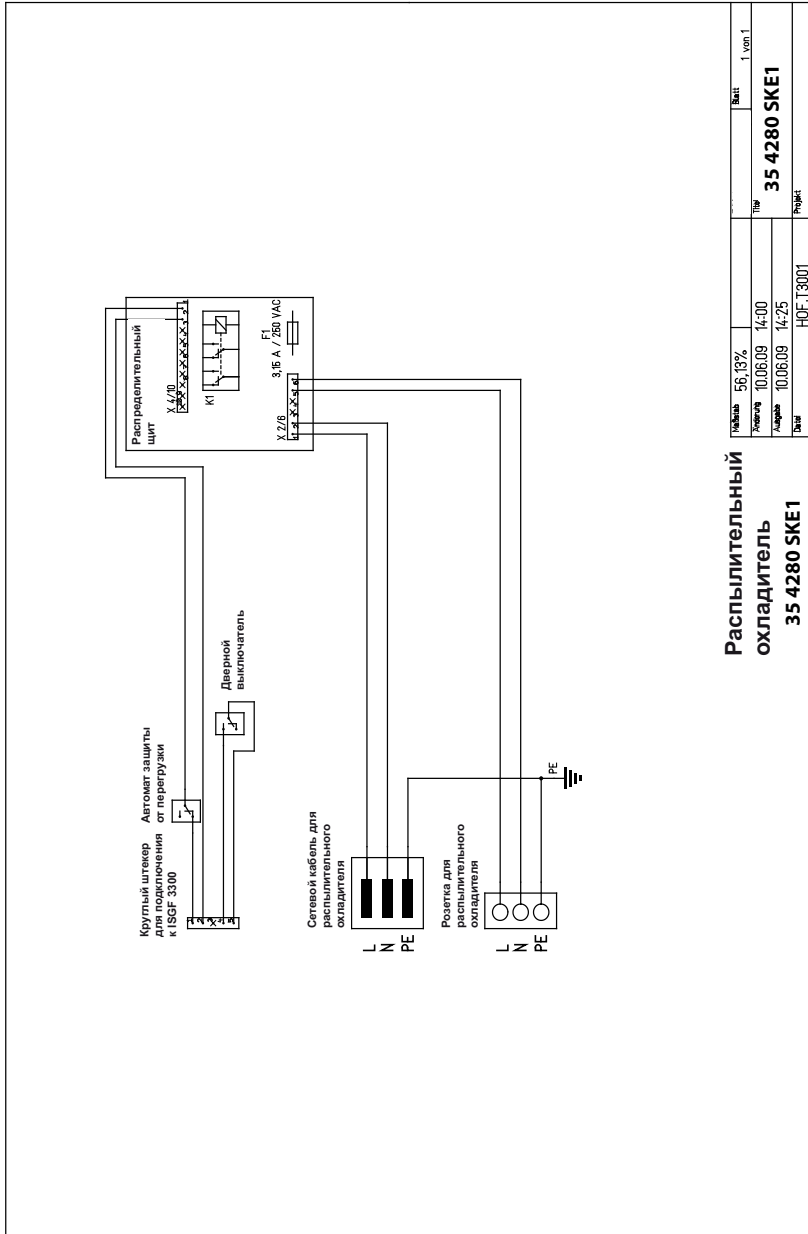 Распределительный
щит
X 4/10
K1
F1
3,15 A / 250 VAC
X 2/6
Круглый штекер
для подключения
к ISGF 3300
Автомат защиты
от перегрузки
Дверной
выключатель
Сетевой кабель для
распылительного
охладителя
L
N
PE
PE
Розетка для
распылительного
охладителя
L
N
PE
Распылительный
охладитель
35 4280 SKE1
Maßstab 56,13%
Änderung 10.06.09 14:00
Ausgabe 10.06.09 14:25
Datei HOF.T3001
Blatt 1 von 1
Titel 35 4280 SKE1
Projekt